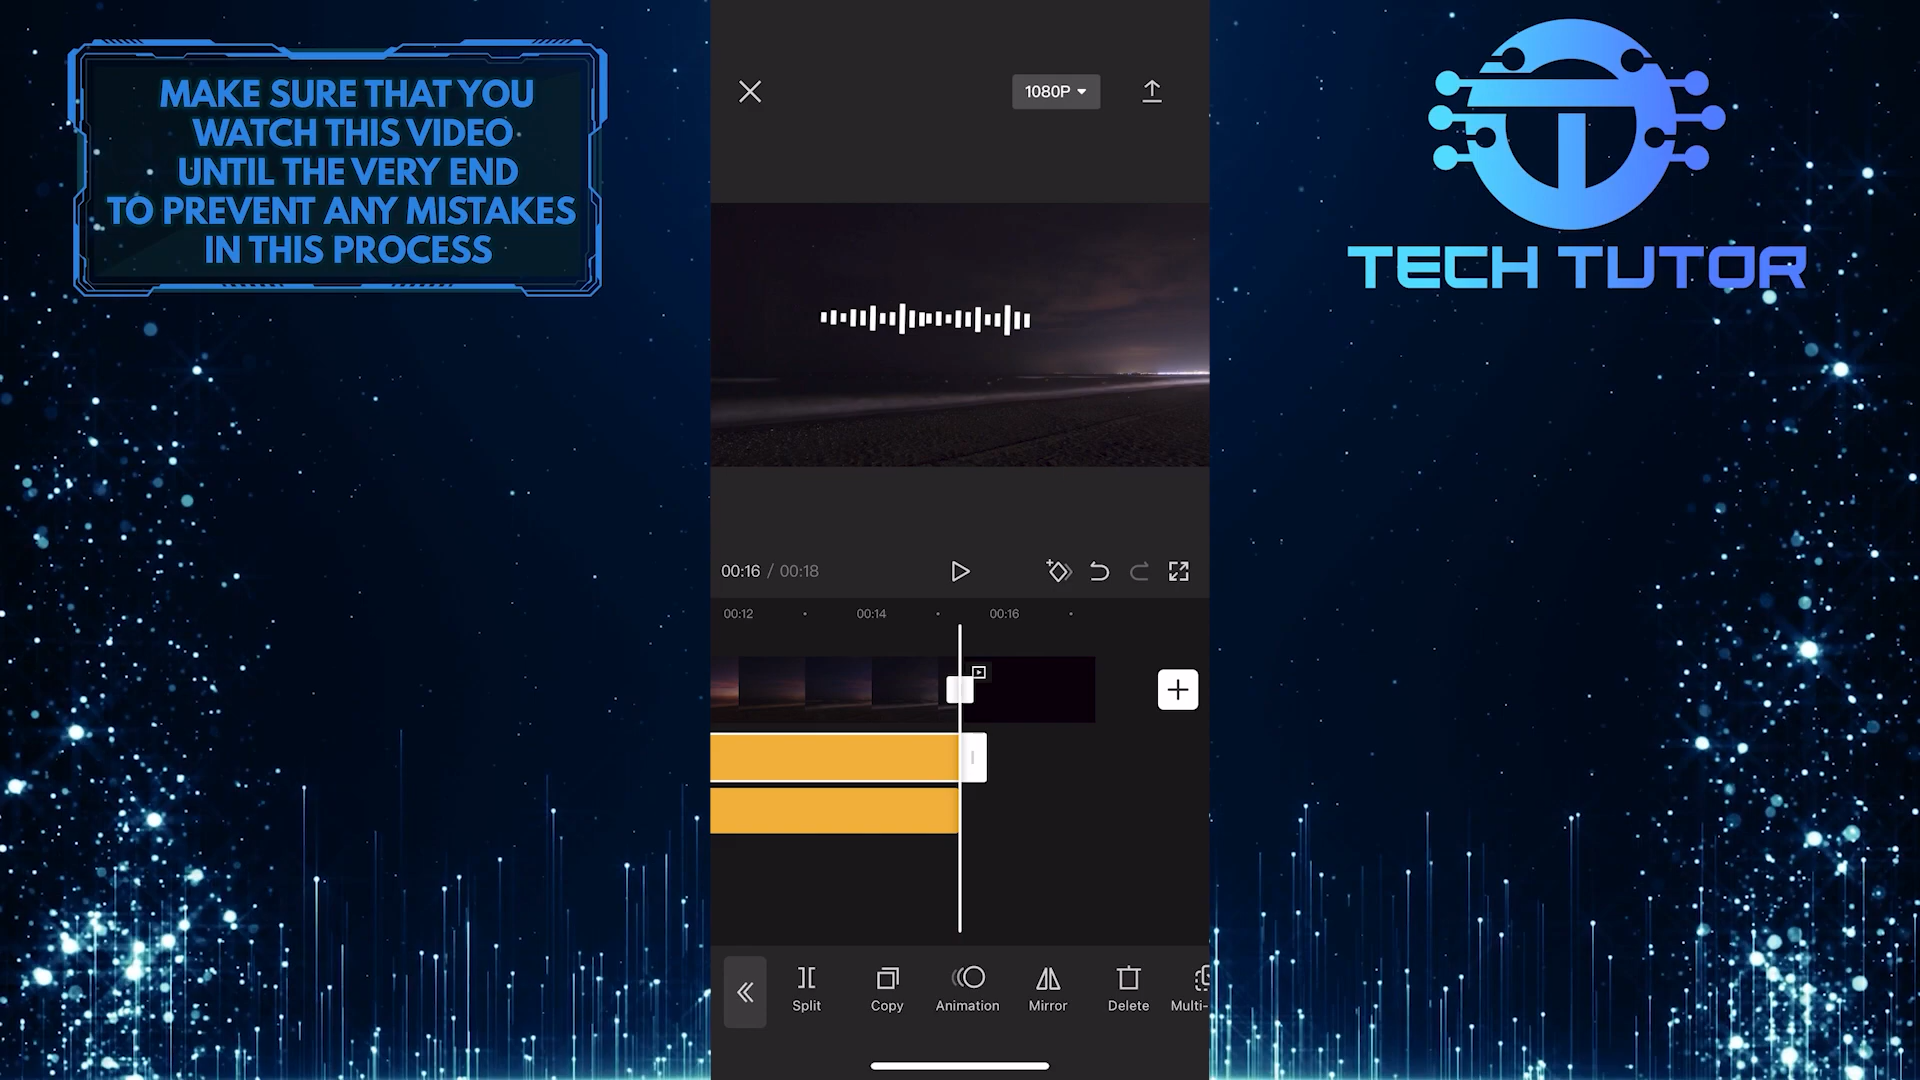 MAKE SURE THAT YOU
WATCH THIS VIDEO
UNTIL THE VERY END
TO PREVENT ANY MISTAKES
IN THIS PROCESS
1080P
TECH TUTOR
00:16 / 00:18
00:12
00:14
00:16
Split
Copy
Animation
Mirror
Delete
Multi-